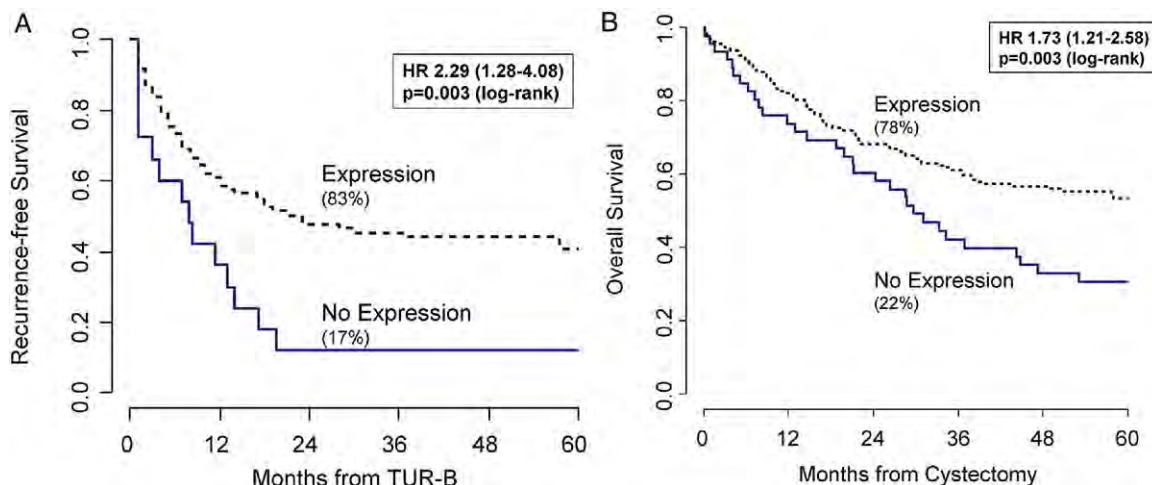 A
Recurrence-free Survival
1.0
0.8
0.6
0.4
0.2
0.0
HR 2.29 (1.28-4.08)
p=0.003 (log-rank)
Expression
(83%)
No Expression
(17%)
0 12 24 36 48 60
Months from TUR-B
B
Overall Survival
1.0
0.8
0.6
0.4
0.2
0.0
HR 1.73 (1.21-2.58)
p=0.003 (log-rank)
Expression
(78%)
No Expression
(22%)
0 12 24 36 48 60
Months from Cystectomy